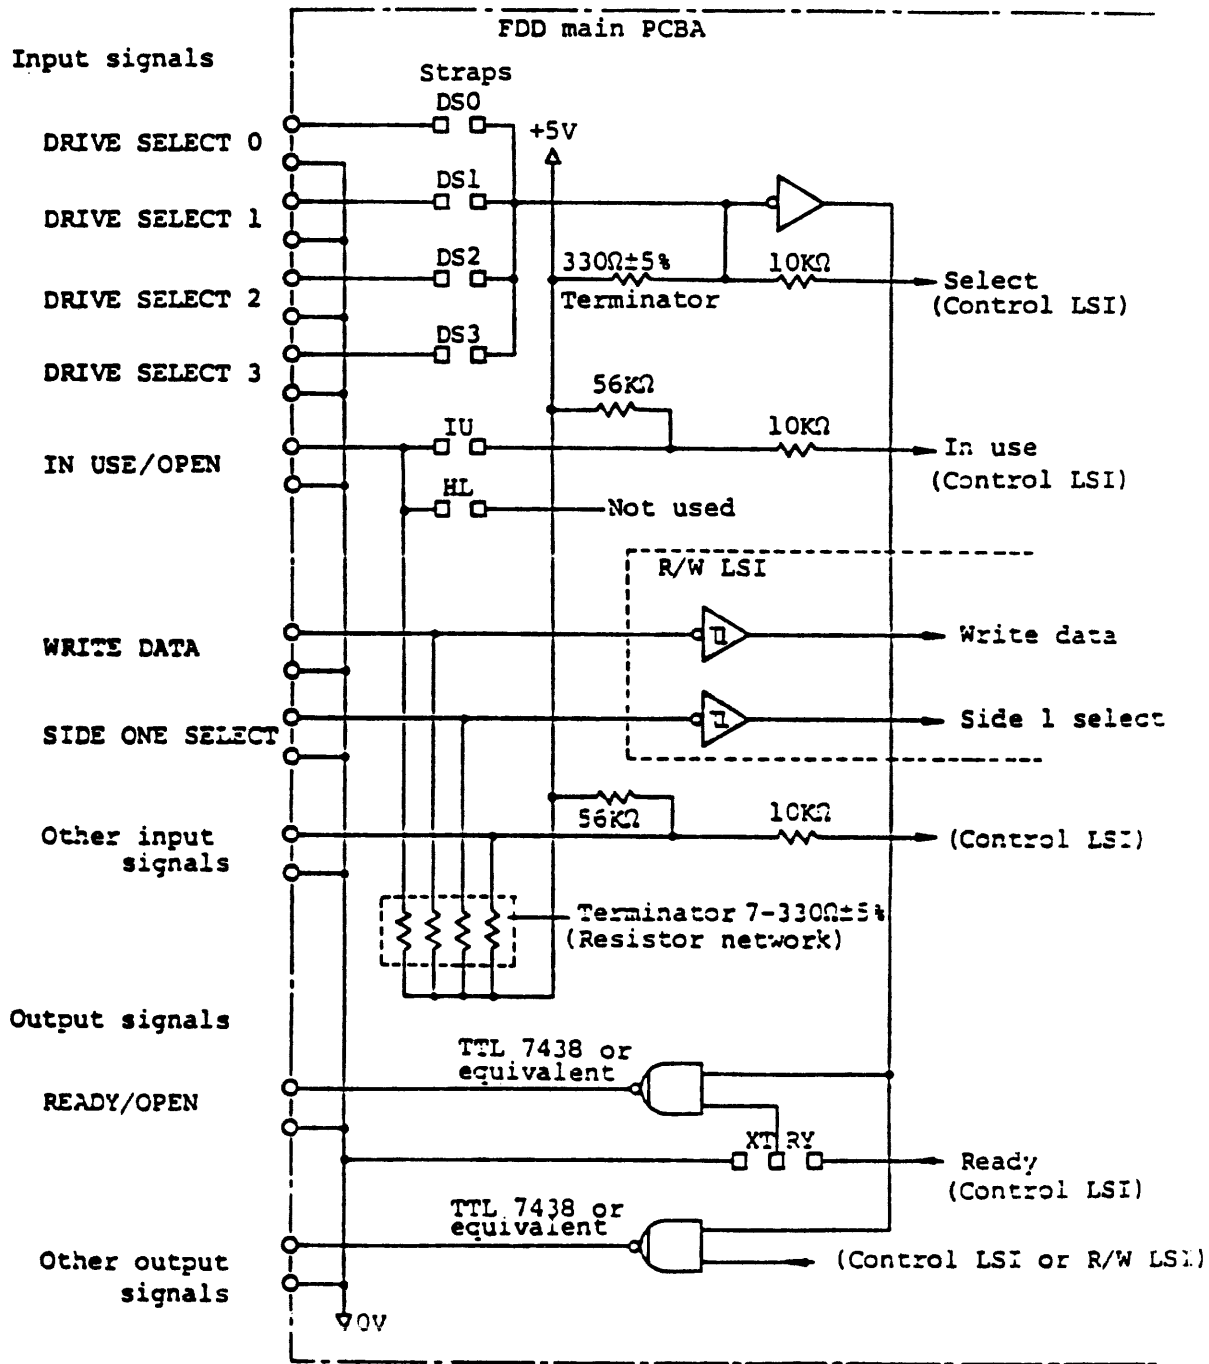 FDD main PCBA
Input signals
Straps
DS0
+5V
DRIVE SELECT 0
DS1
DRIVE SELECT 1
DS2
330Ω±5%
10KΩ
Terminator
Select
(Control LSI)
DRIVE SELECT 2
DS3
DRIVE SELECT 3
56KΩ
IU
10KΩ
In use
(Control LSI)
IN USE/OPEN
HL
Not used
R/W LSI
WRITE DATA
Write data
SIDE ONE SELECT
Side 1 select
Other input
signals
56KΩ
10KΩ
(Control LSI)
Terminator 7-330Ω±5%
(Resistor network)
Output signals
TTL 7438 or
equivalent
READY/OPEN
XT RY
Ready
(Control LSI)
TTL 7438 or
equivalent
Other output
signals
(Control LSI or R/W LSI)
0V